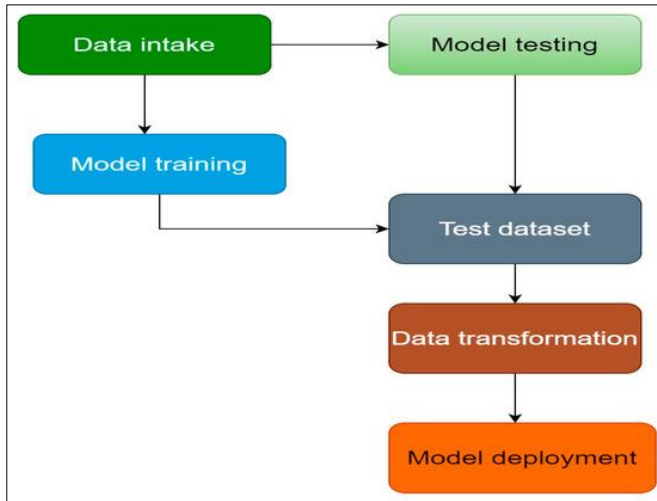 Data intake
Model testing
Model training
Test dataset
Data transformation
Model deployment